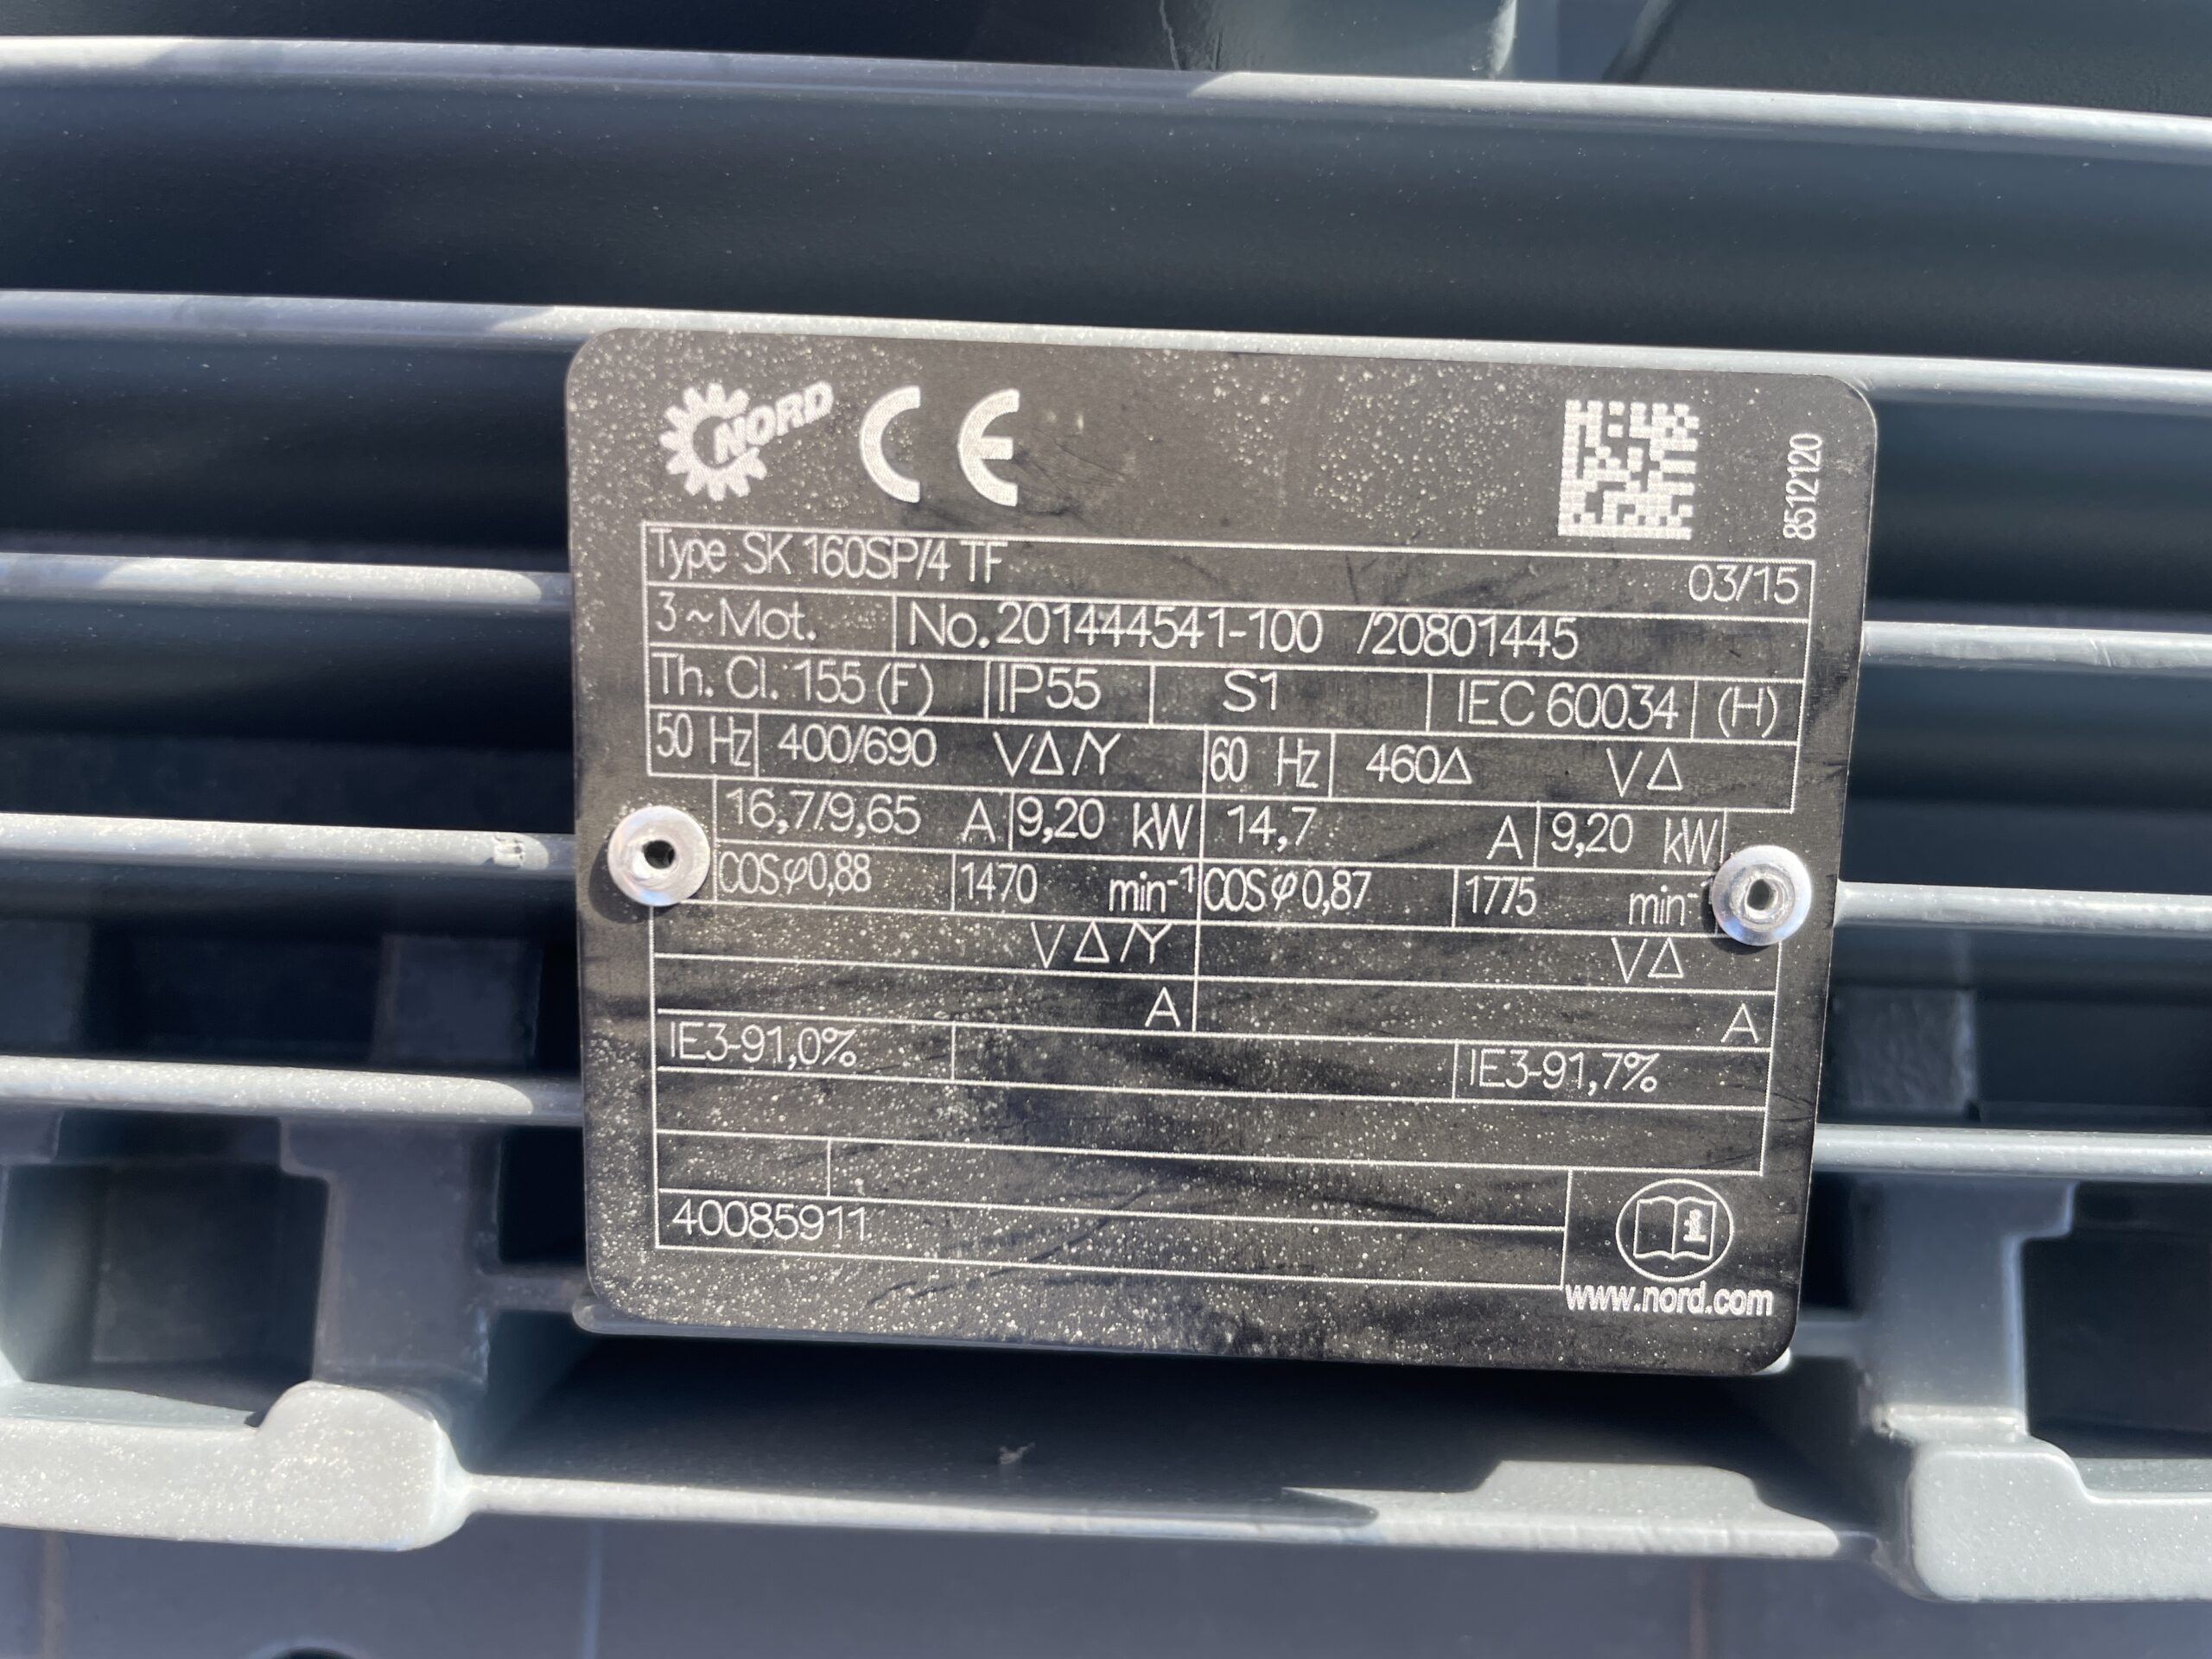 NORD CE
8512120
Type SK 160SP/4 TF 03/15
3~Mot. No.201444541-100 /20801445
Th. Cl. 155 (F) IP55 S1 IEC 60034 (H)
50 Hz 400/690 VΔ/Y 60 Hz 460Δ VΔ
16,7/9,65 A 9,20 kW 14,7 A 9,20 kW
COSφ0,88 1470 min⁻¹ COSφ0,87 1775 min⁻¹
VΔ/Y VΔ
A A
IE3-91,0% IE3-91,7%
40085911
i
www.nord.com